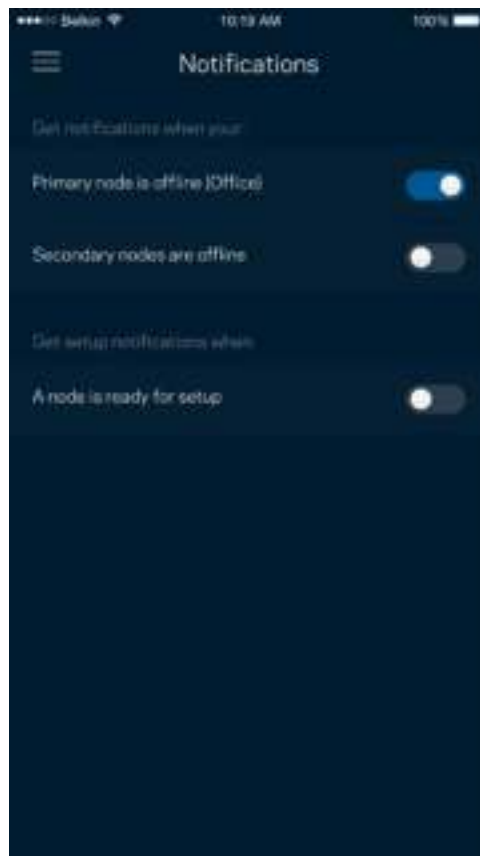 Belkin 10:19 AM 100%
Notifications
Get notifications when your
Primary node is offline (Office)
Secondary nodes are offline
Get setup notifications when
A node is ready for setup